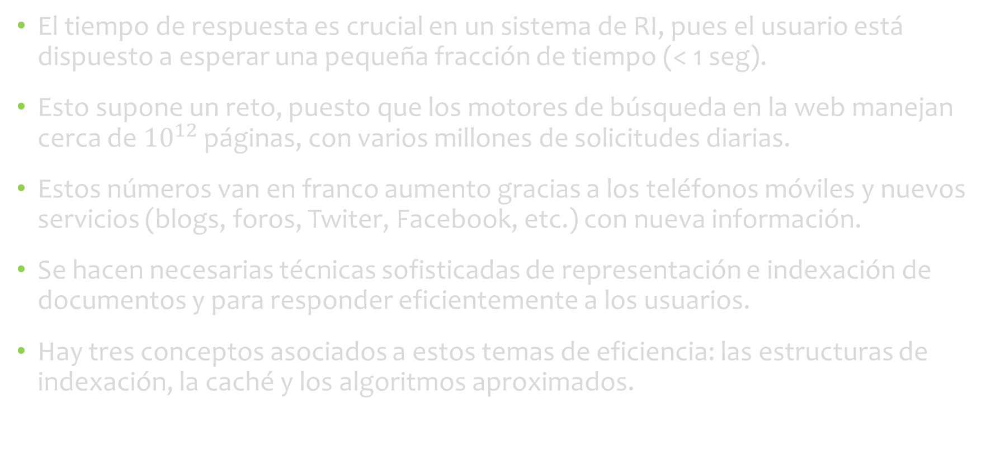 • El tiempo de respuesta es crucial en un sistema de RI, pues el usuario está
dispuesto a esperar una pequeña fracción de tiempo (< 1 seg).
• Esto supone un reto, puesto que los motores de búsqueda en la web manejan
cerca de 10¹² páginas, con varios millones de solicitudes diarias.
• Estos números van en franco aumento gracias a los teléfonos móviles y nuevos
servicios (blogs, foros, Twiter, Facebook, etc.) con nueva información.
• Se hacen necesarias técnicas sofisticadas de representación e indexación de
documentos y para responder eficientemente a los usuarios.
• Hay tres conceptos asociados a estos temas de eficiencia: las estructuras de
indexación, la caché y los algoritmos aproximados.